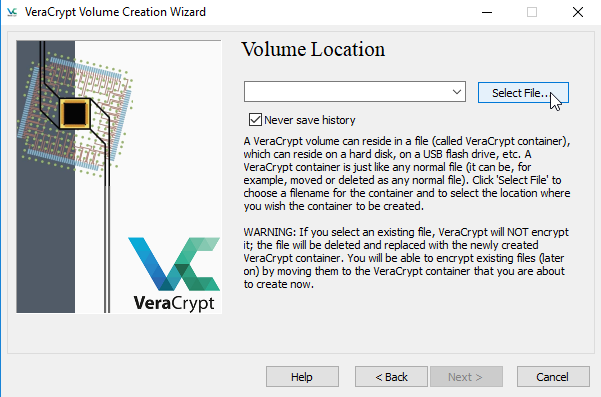 VeraCrypt Volume Creation Wizard
Volume Location
Select File...
Never save history
A VeraCrypt volume can reside in a file (called VeraCrypt container),
which can reside on a hard disk, on a USB flash drive, etc. A
VeraCrypt container is just like any normal file (it can be, for
example, moved or deleted as any normal file). Click 'Select File' to
choose a filename for the container and to select the location where
you wish the container to be created.
WARNING: If you select an existing file, VeraCrypt will NOT encrypt
it; the file will be deleted and replaced with the newly created
VeraCrypt container. You will be able to encrypt existing files (later
on) by moving them to the VeraCrypt container that you are about
to create now.
VeraCrypt
Help
< Back
Next >
Cancel